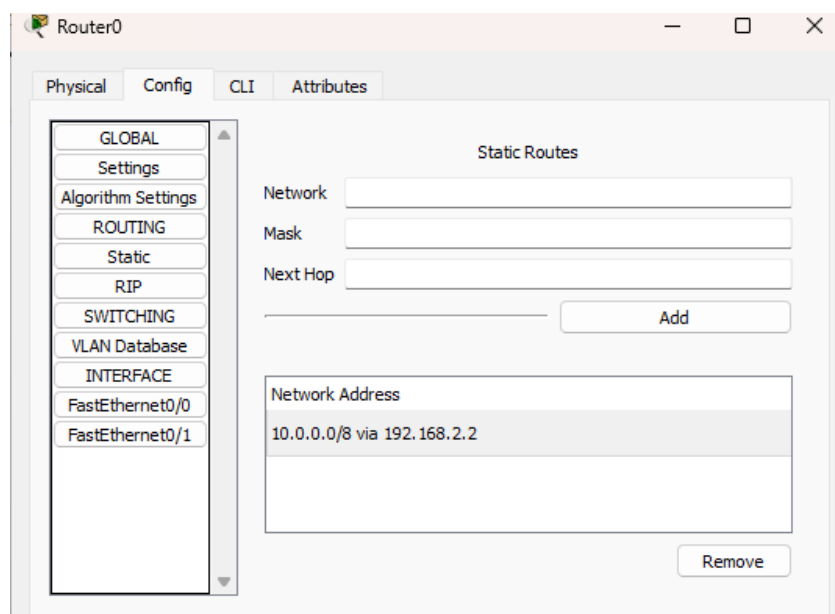 Router0
Physical Config CLI Attributes
GLOBAL
Settings
Algorithm Settings
ROUTING
Static
RIP
SWITCHING
VLAN Database
INTERFACE
FastEthernet0/0
FastEthernet0/1
Static Routes
Network
Mask
Next Hop
Add
Network Address
10.0.0.0/8 via 192.168.2.2
Remove